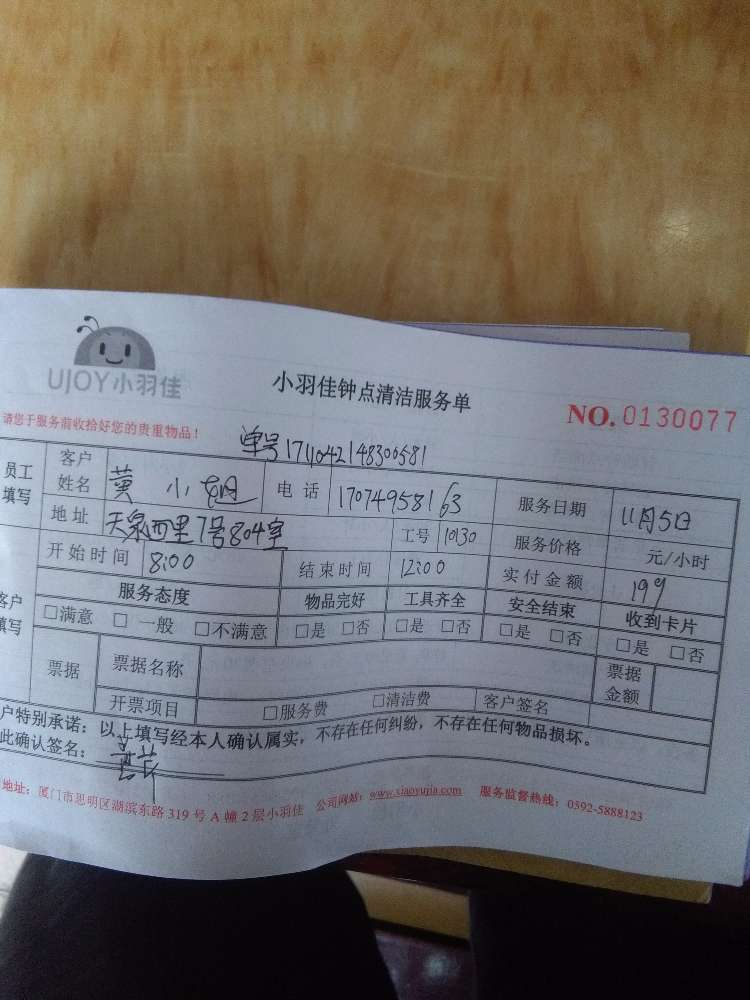 UJOY小羽佳
小羽佳钟点清洁服务单
NO. 0130077
请您于服务前收拾好您的贵重物品！
单号1711042148300581
员工填写 客户姓名 黄小姐 电话 17074958163 服务日期 11月5日
地址 天泉西里7号804室 工号 10130 服务价格 元/小时
开始时间 8:00 结束时间 12:00 实付金额 199
客户填写 服务态度 物品完好 工具齐全 安全结束 收到卡片
□满意 □一般 □不满意 □是 □否 □是 □否 □是 □否 □是 □否
票据 票据名称 票据金额
开票项目 □服务费 □清洁费 客户签名
户特别承诺：以上填写经本人确认属实，不存在任何纠纷，不存在任何物品损坏。
此确认签名：
地址：厦门市思明区湖滨东路319号A幢2层小羽佳 公司网站：www.xiaoyujia.com 服务监督热线：0592-5888123